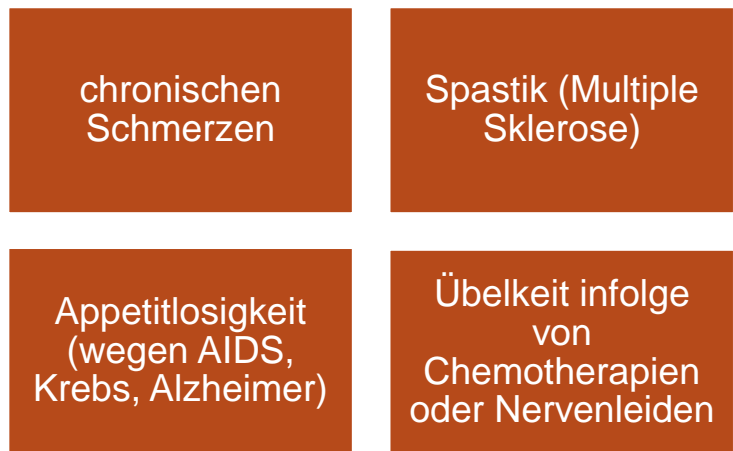 chronischen
Schmerzen
Spastik (Multiple
Sklerose)
Appetitlosigkeit
(wegen AIDS,
Krebs, Alzheimer)
Übelkeit infolge
von
Chemotherapien
oder Nervenleiden